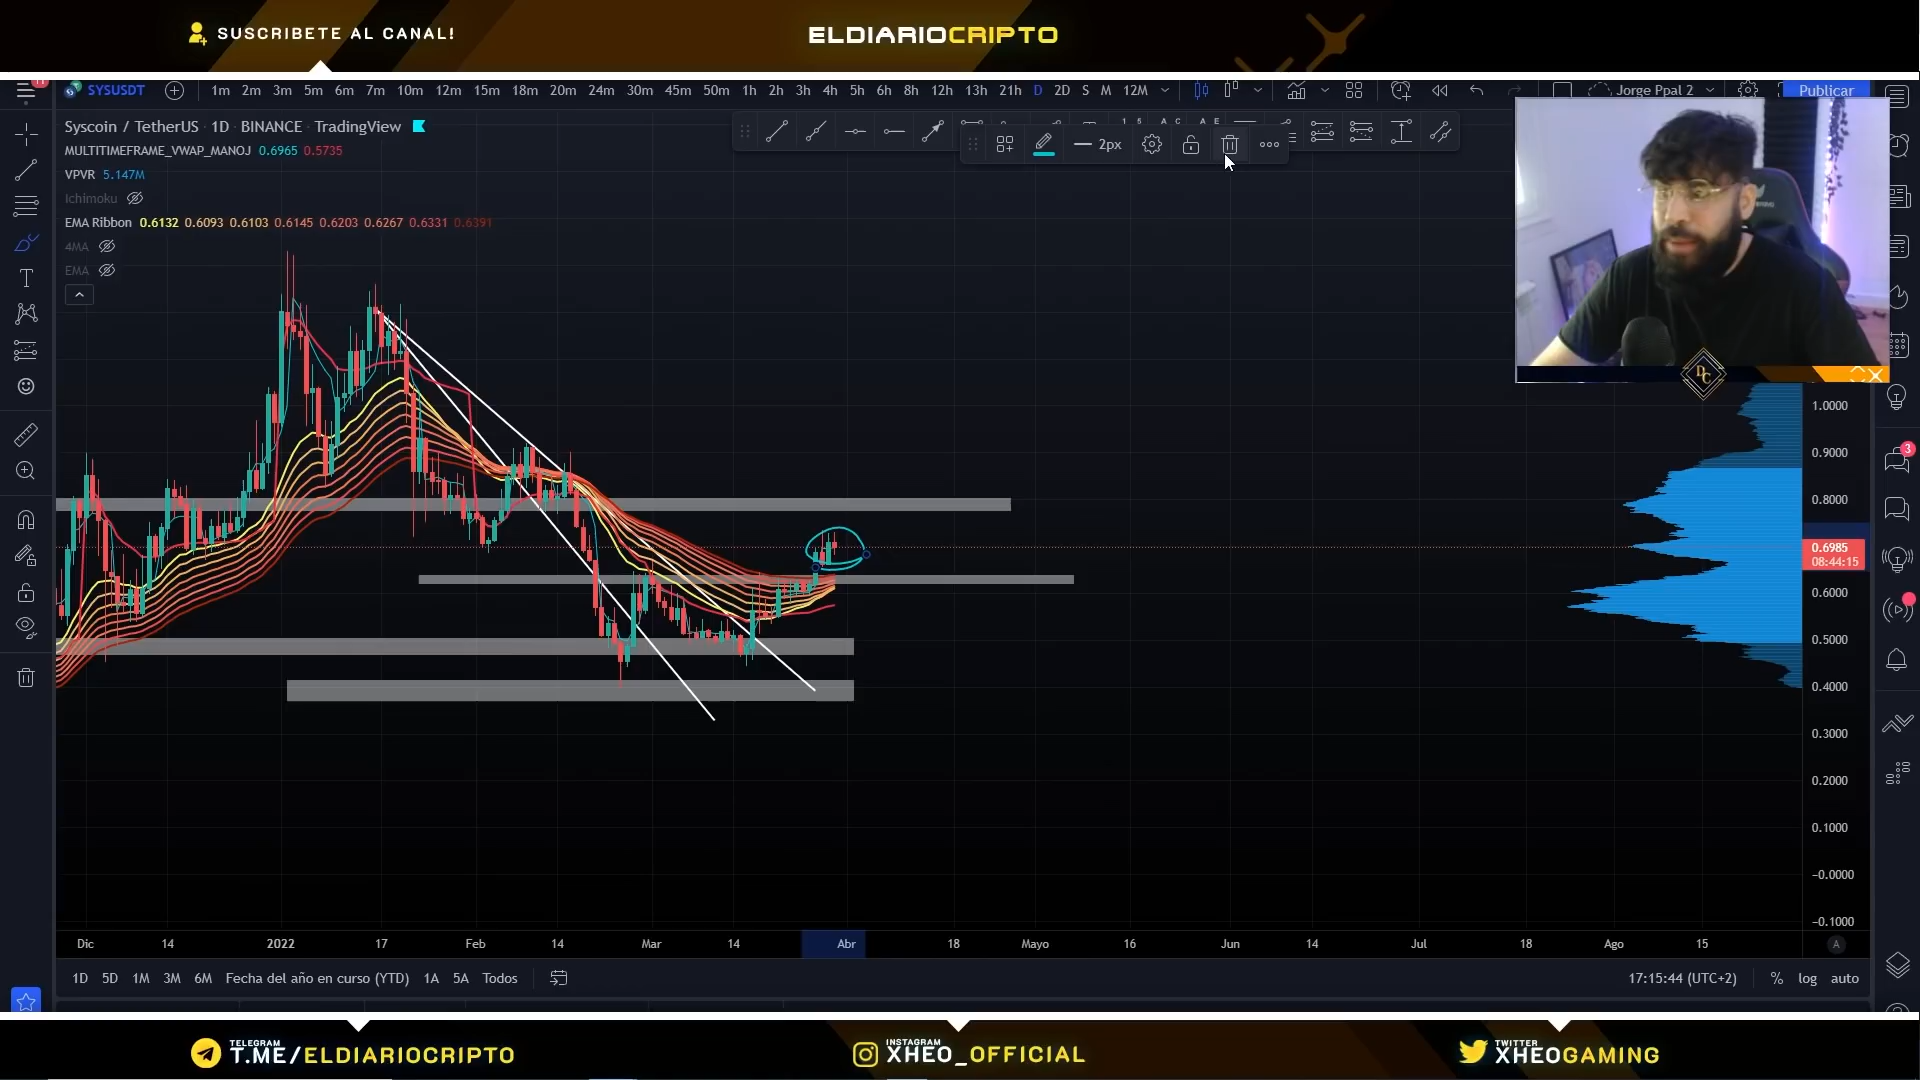 SUSCRIBETE AL CANAL!
ELDIARIOCRIPTO
11
SYSUSDT
1m 2m 3m 5m 6m 7m 10m 12m 15m 18m 20m 24m 30m 45m 50m 1h 2h 3h 4h 5h 6h 8h 12h 13h 21h D 2D S M 12M
Jorge Ppal 2
Publicar
Syscoin / TetherUS 1D BINANCE TradingView
2px
MULTITIMEFRAME_VWAP_MANOJ 0.6965 0.5735
VPVR 5.147M
Ichimoku
EMA Ribbon 0.6132 0.6093 0.6103 0.6145 0.6203 0.6267 0.6331 0.6391
4MA
EMA
DC
1.0000
0.9000
3
0.8000
0.6985
08:44:15
0.6000
0.5000
0.4000
0.3000
0.2000
0.1000
−0.0000
−0.1000
Dic 14 2022 17 Feb 14 Mar 14 Abr 18 Mayo 16 Jun 14 Jul 18 Ago 15 A
1D 5D 1M 3M 6M Fecha del año en curso (YTD) 1A 5A Todos
17:15:44 (UTC+2) % log auto
TELEGRAM
T.ME/ELDIARIOCRIPTO
INSTAGRAM
XHEO_OFFICIAL
TWITTER
XHEOGAMING